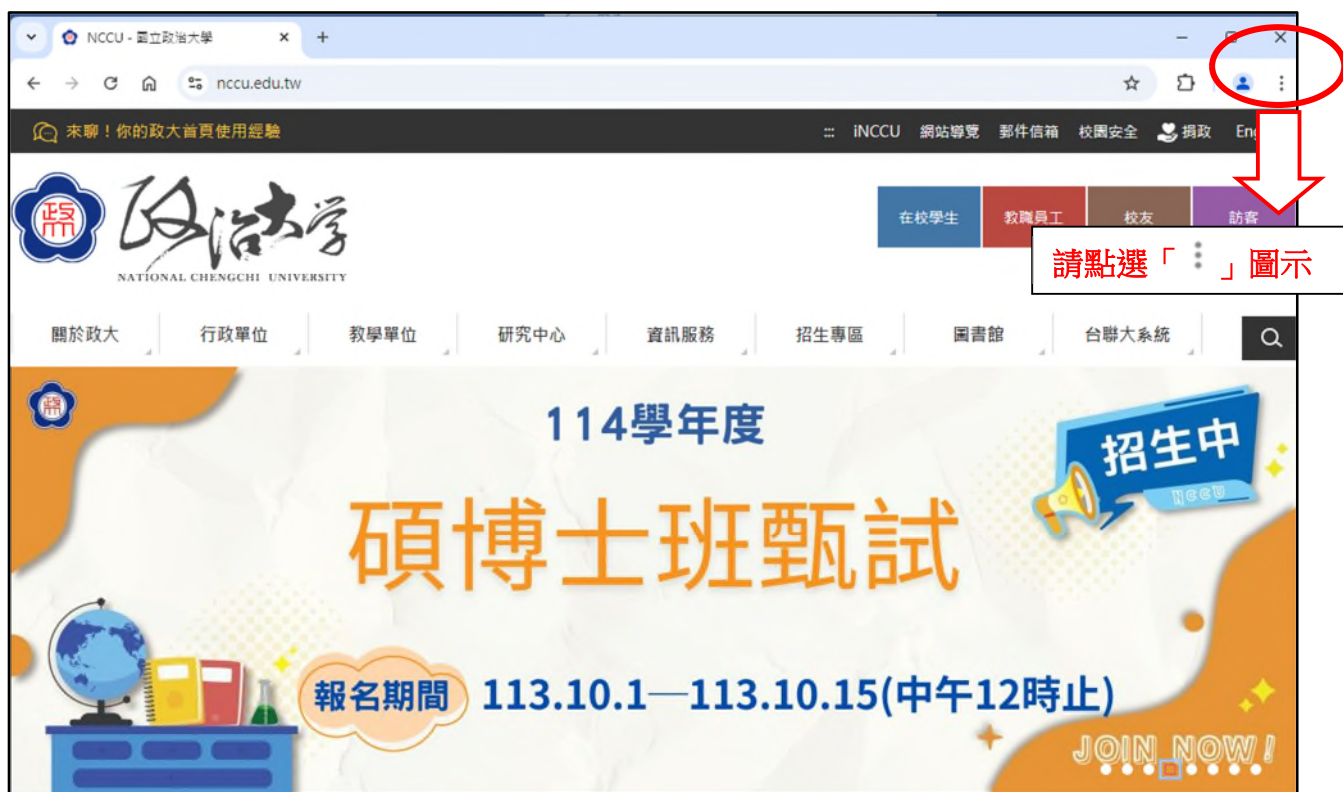 NCCU - 國立政治大學
nccu.edu.tw
來聊！你的政大首頁使用經驗
iNCCU 網站導覽 郵件信箱 校園安全 捐政 Eng
政
政治大学
NATIONAL CHENGCHI UNIVERSITY
在校學生 教職員工 校友 訪客
請點選「⋮」圖示
關於政大 行政單位 教學單位 研究中心 資訊服務 招生專區 圖書館 台聯大系統
114學年度
招生中
NCCU
碩博士班甄試
報名期間 113.10.1—113.10.15(中午12時止)
JOIN NOW!